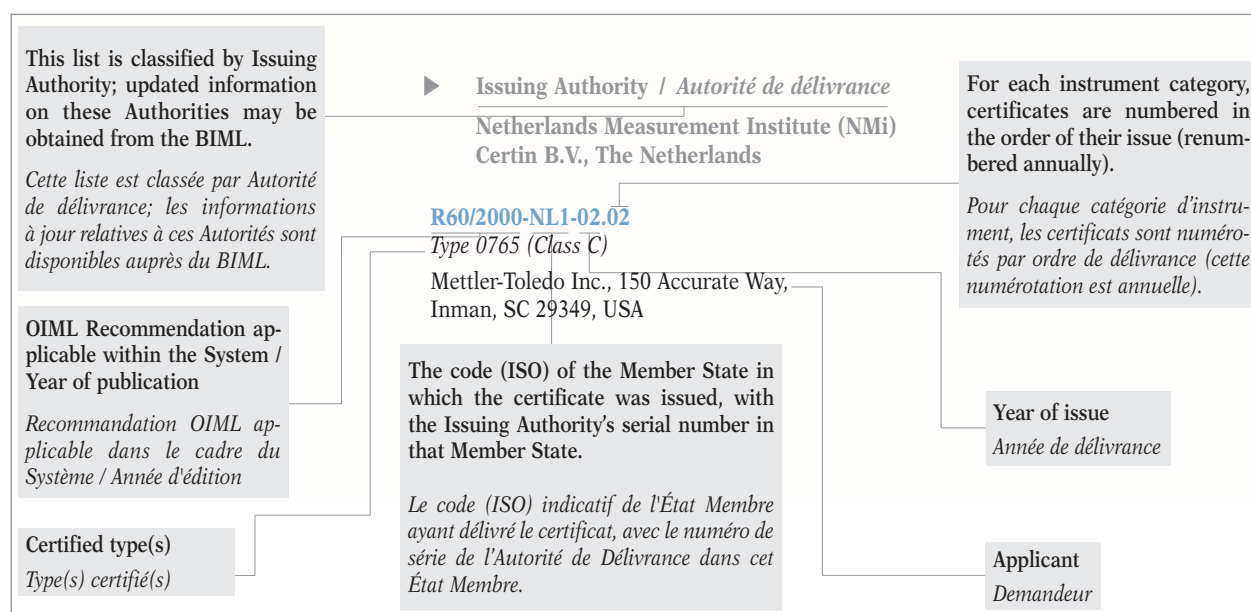 This list is classified by Issuing
Authority; updated information
on these Authorities may be
obtained from the BIML.
Cette liste est classée par Autorité
de délivrance; les informations
à jour relatives à ces Autorités sont
disponibles auprès du BIML.
Issuing Authority / Autorité de délivrance
Netherlands Measurement Institute (NMi)
Certin B.V., The Netherlands
For each instrument category,
certificates are numbered in
the order of their issue (renum-
bered annually).
Pour chaque catégorie d'instru-
ment, les certificats sont numéro-
tés par ordre de délivrance (cette
numérotation est annuelle).
R60/2000-NL1-02.02
Type 0765 (Class C)
Mettler-Toledo Inc., 150 Accurate Way,
Inman, SC 29349, USA
OIML Recommendation ap-
plicable within the System /
Year of publication
Recommandation OIML ap-
plicable dans le cadre du
Système / Année d'édition
The code (ISO) of the Member State in
which the certificate was issued, with
the Issuing Authority's serial number in
that Member State.
Le code (ISO) indicatif de l'État Membre
ayant délivré le certificat, avec le numéro de
série de l'Autorité de Délivrance dans cet
État Membre.
Year of issue
Année de délivrance
Certified type(s)
Type(s) certifié(s)
Applicant
Demandeur